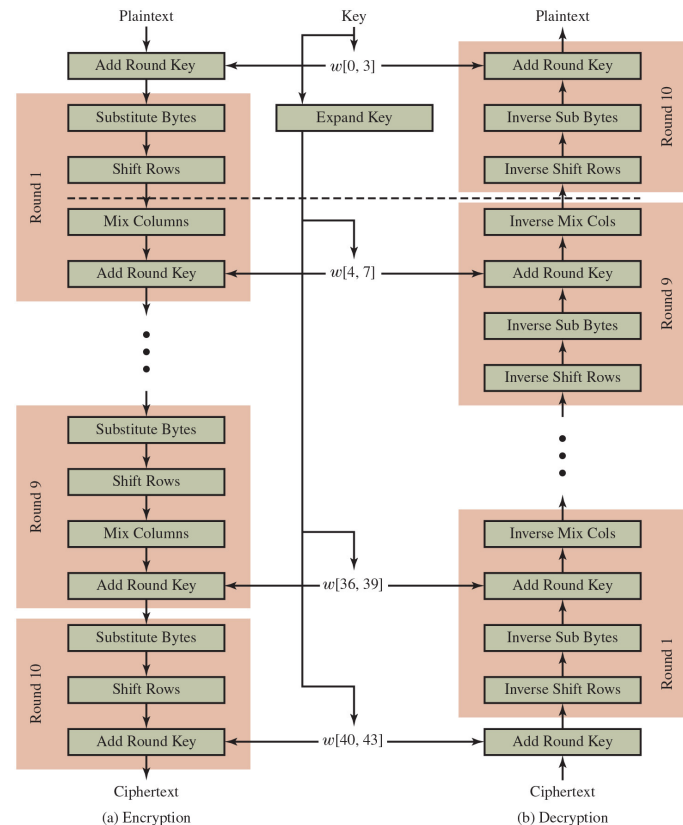 Plaintext
Key
Plaintext
Add Round Key
w[0, 3]
Add Round Key
Round 1
Substitute Bytes
Shift Rows
Mix Columns
Add Round Key
Expand Key
w[4, 7]
Inverse Sub Bytes
Inverse Shift Rows
Round 10
Inverse Mix Cols
Add Round Key
Inverse Sub Bytes
Inverse Shift Rows
Round 9
Round 9
Substitute Bytes
Shift Rows
Mix Columns
Add Round Key
w[36, 39]
Inverse Mix Cols
Add Round Key
Inverse Sub Bytes
Inverse Shift Rows
Round 1
Round 10
Substitute Bytes
Shift Rows
Add Round Key
w[40, 43]
Add Round Key
Ciphertext
Ciphertext
(a) Encryption
(b) Decryption